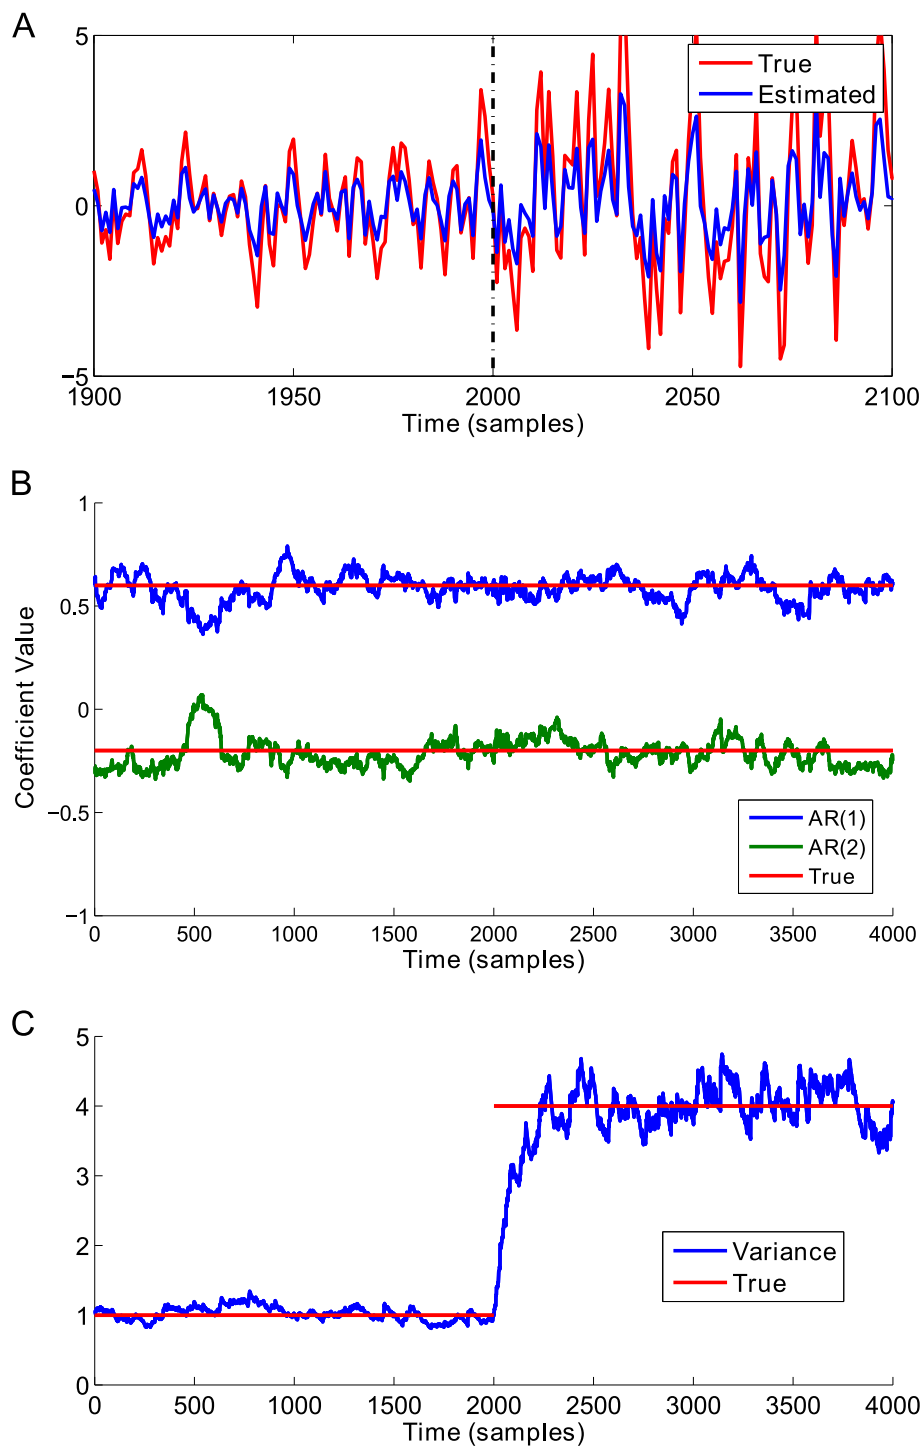 A
5
True
Estimated
0
−5
1900 1950 2000 2050 2100
Time (samples)
B
1
0.5
0
−0.5
−1
Coefficient Value
AR(1)
AR(2)
True
0 500 1000 1500 2000 2500 3000 3500 4000
Time (samples)
C
5
4
3
2
1
0
Variance
True
0 500 1000 1500 2000 2500 3000 3500 4000
Time (samples)